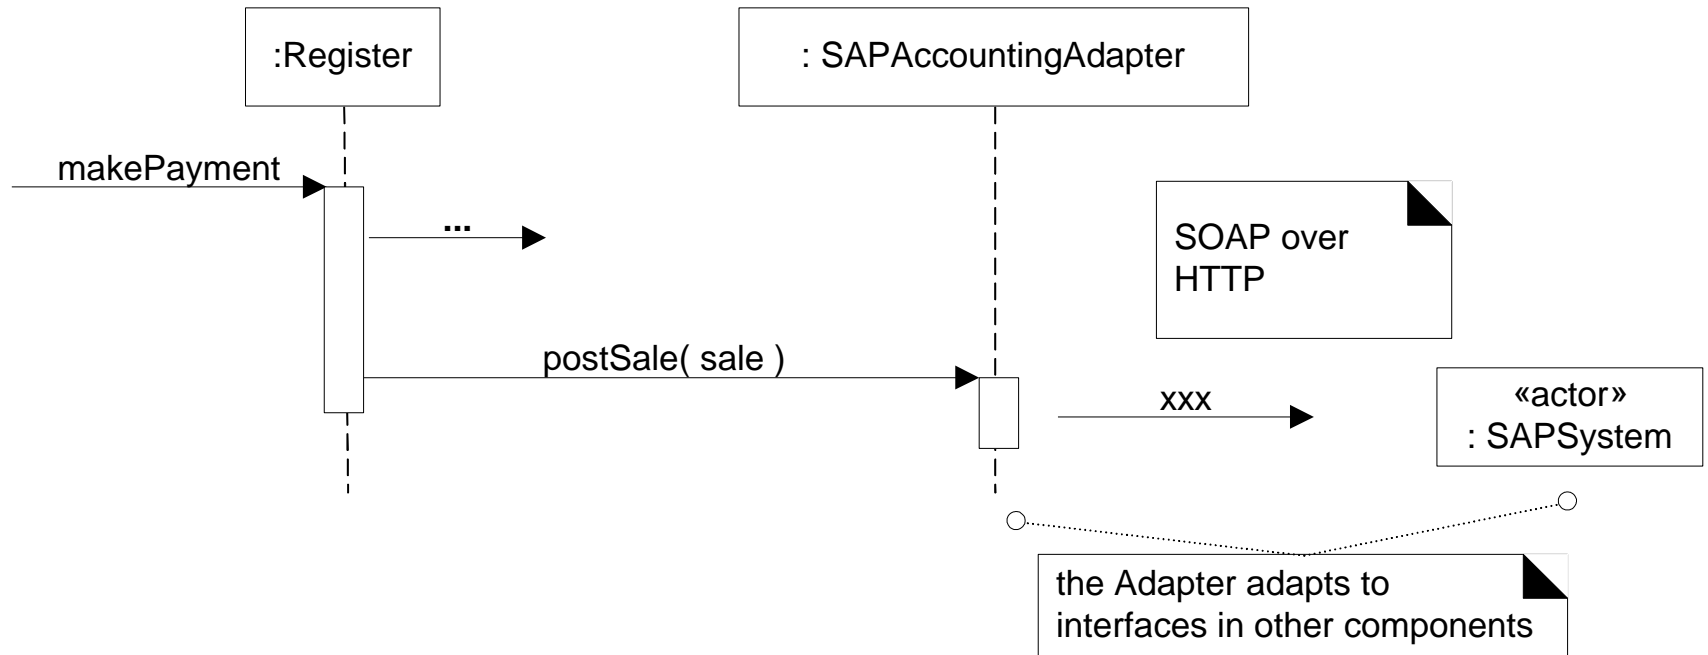 :Register
: SAPAccountingAdapter
makePayment
...
SOAP over
HTTP
postSale( sale )
xxx
«actor»
: SAPSystem
the Adapter adapts to
interfaces in other components